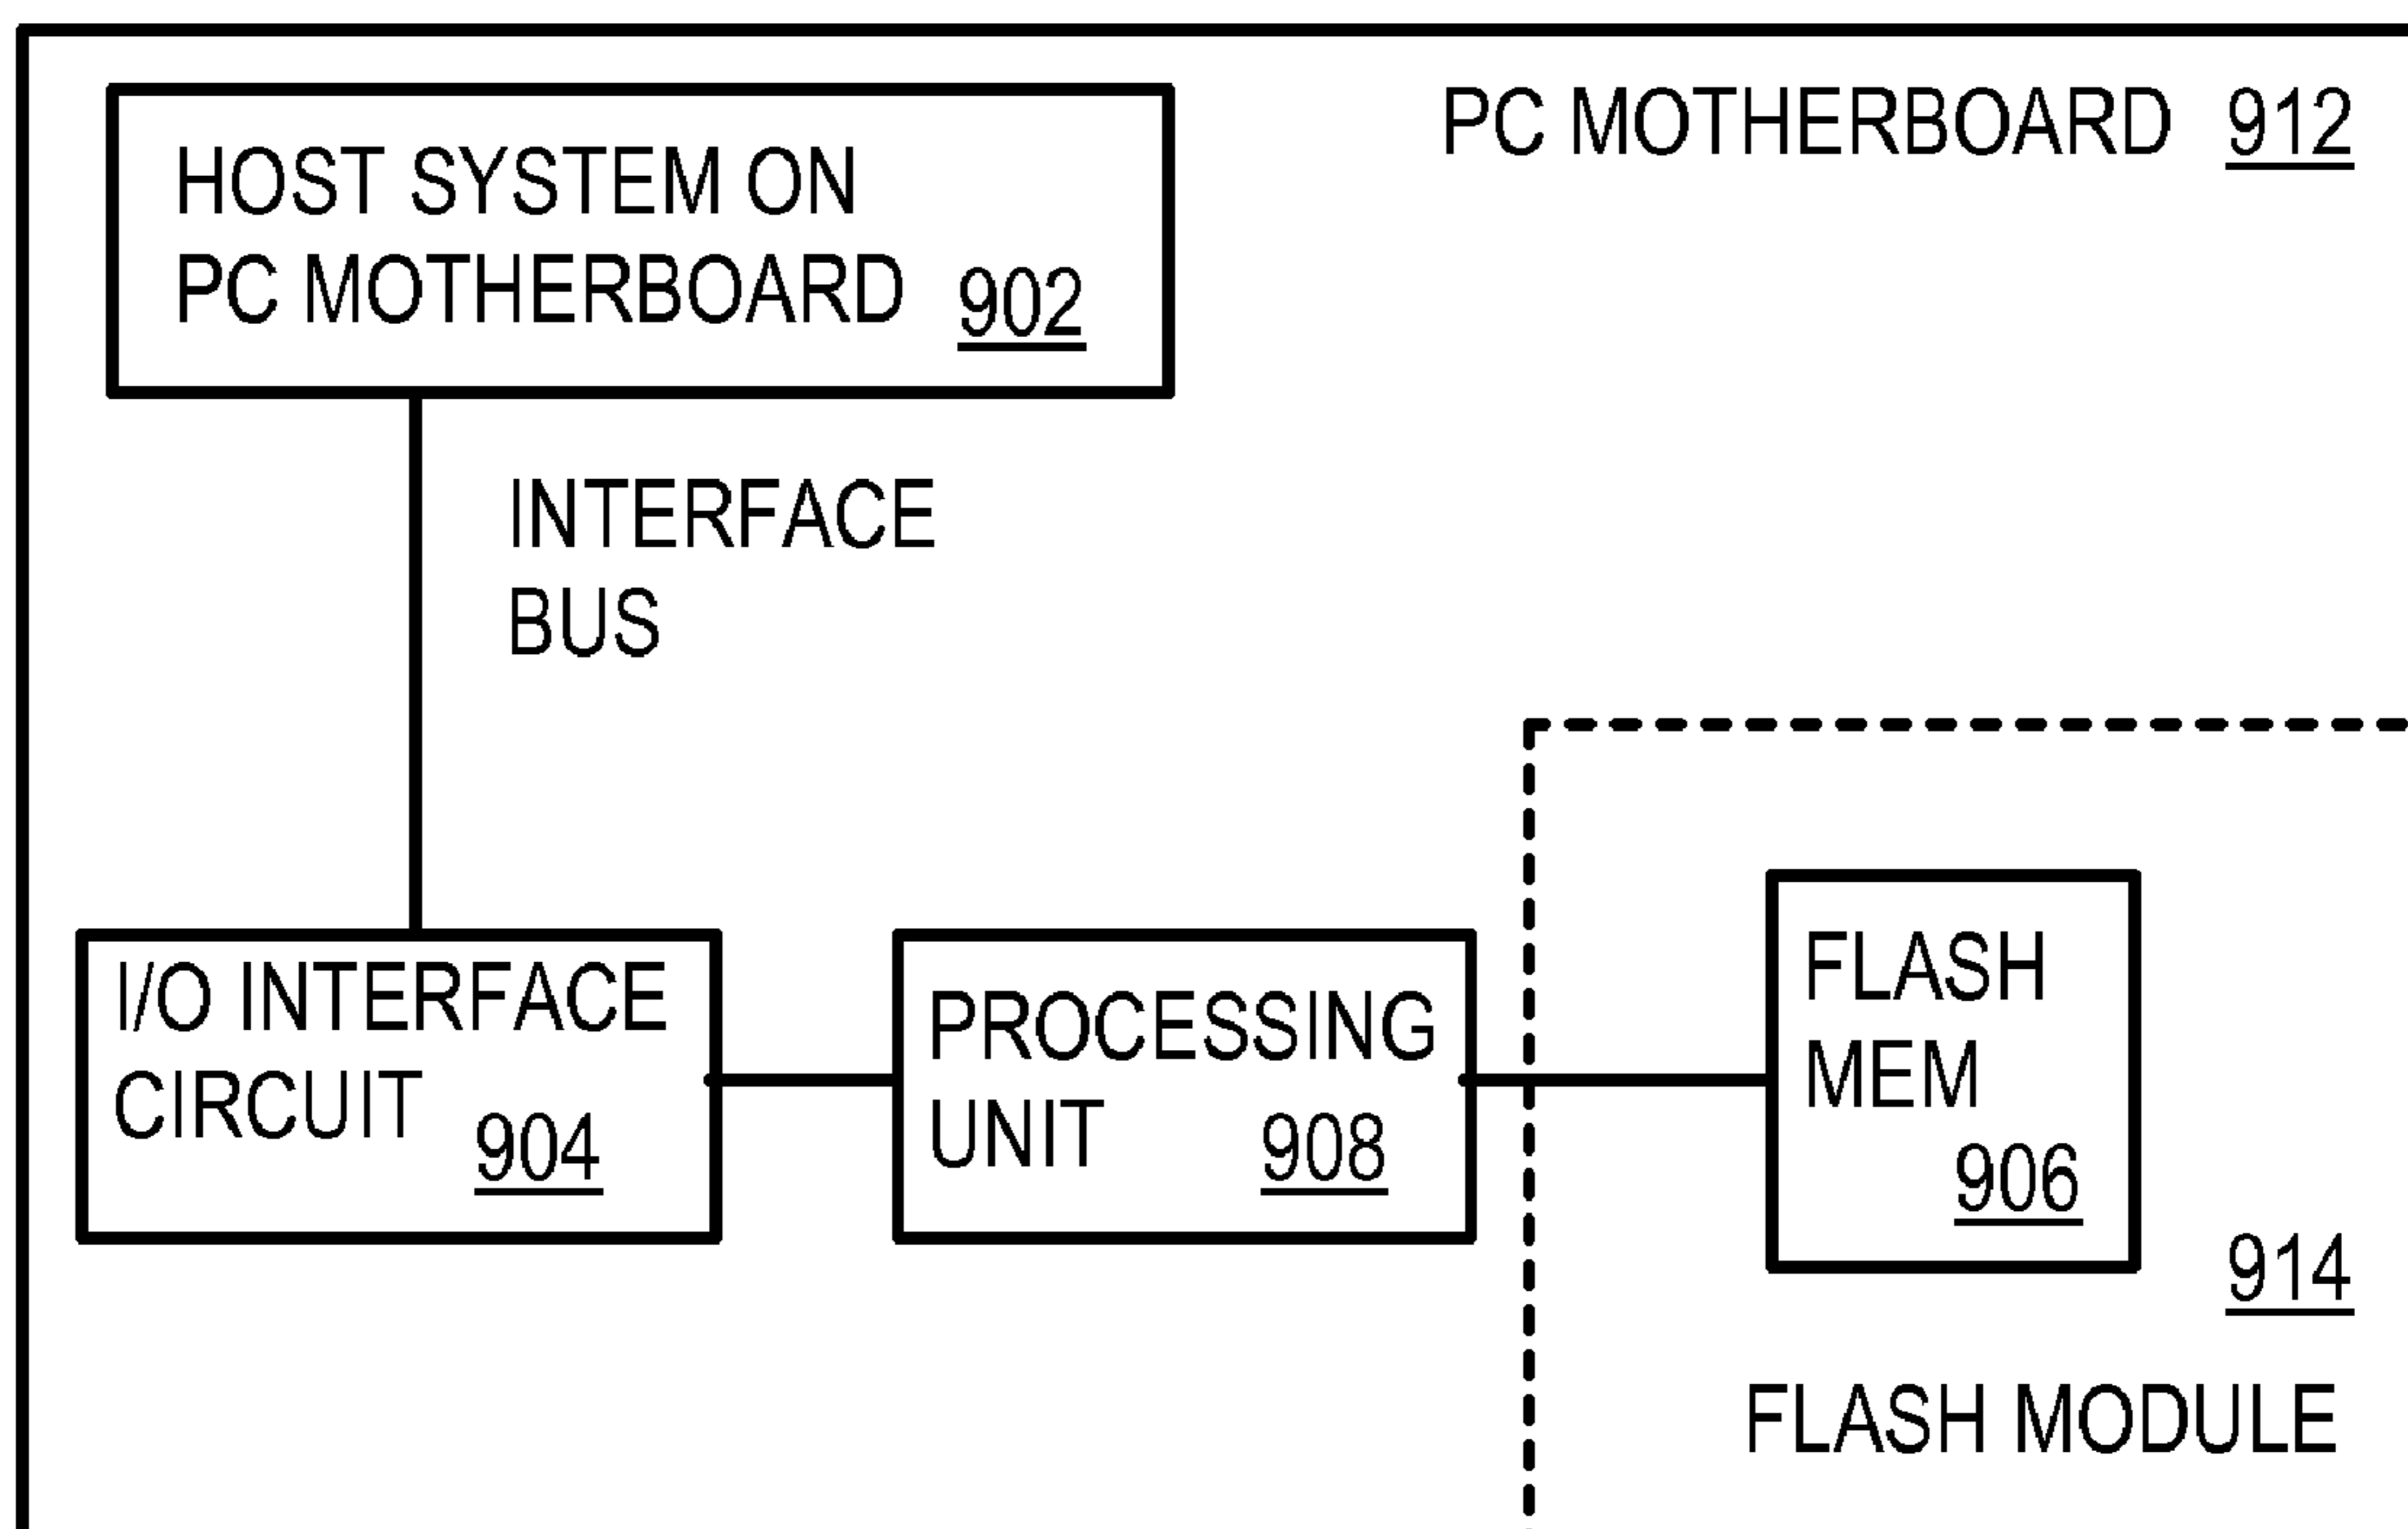 PC MOTHERBOARD 912
HOST SYSTEM ON
PC MOTHERBOARD 902
INTERFACE
BUS
I/O INTERFACE
CIRCUIT 904
PROCESSING
UNIT 908
FLASH
MEM
906
914
FLASH MODULE